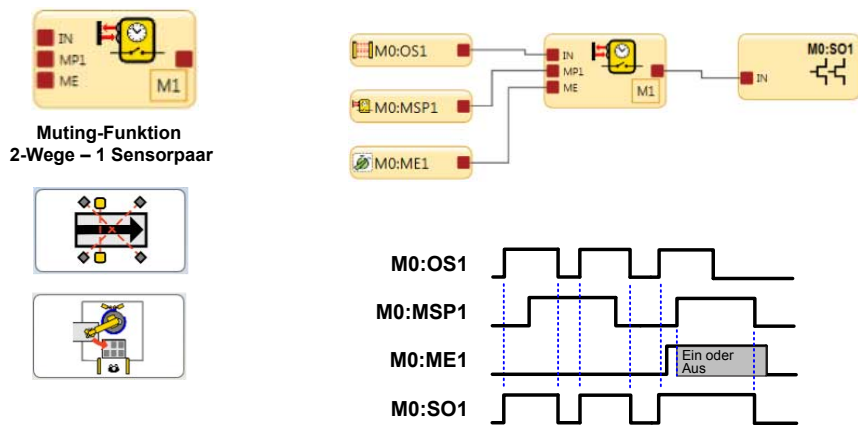 IN
MP1
ME
M1
Muting-Funktion
2-Wege – 1 Sensorpaar
M0:OS1
M0:MSP1
M0:ME1
IN
MP1
ME
M1
M0:SO1
IN
M0:OS1
M0:MSP1
M0:ME1
Ein oder
Aus
M0:SO1